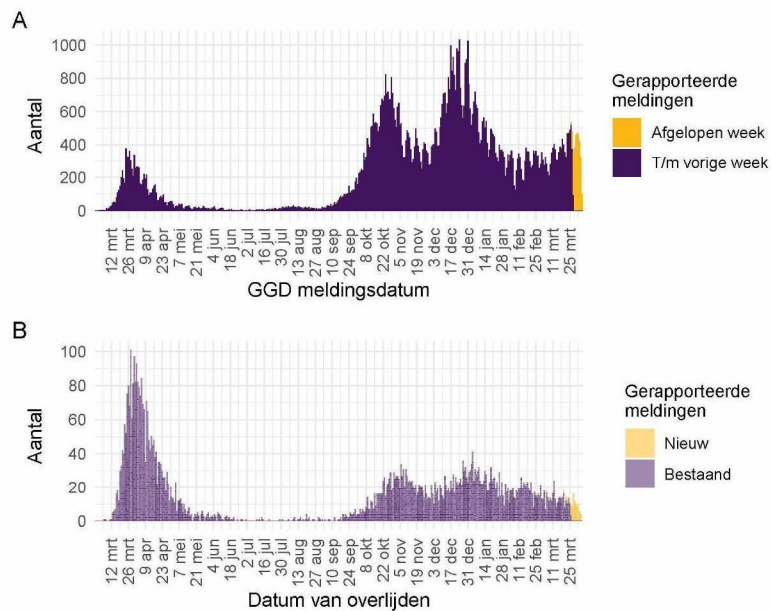 A
Aantal
1000
800
600
400
200
0
12 mrt
26 mrt
9 apr
23 apr
7 mei
21 mei
4 jun
18 jun
2 jul
16 jul
30 jul
13 aug
27 aug
10 sep
24 sep
8 okt
22 okt
5 nov
19 nov
3 dec
17 dec
31 dec
14 jan
28 jan
11 feb
25 feb
11 mrt
25 mrt
GGD meldingsdatum
Gerapporteerde
meldingen
Afgelopen week
T/m vorige week
B
Aantal
100
80
60
40
20
0
12 mrt
26 mrt
9 apr
23 apr
7 mei
21 mei
4 jun
18 jun
2 jul
16 jul
30 jul
13 aug
27 aug
10 sep
24 sep
8 okt
22 okt
5 nov
19 nov
3 dec
17 dec
31 dec
14 jan
28 jan
11 feb
25 feb
11 mrt
25 mrt
Datum van overlijden
Gerapporteerde
meldingen
Nieuw
Bestaand